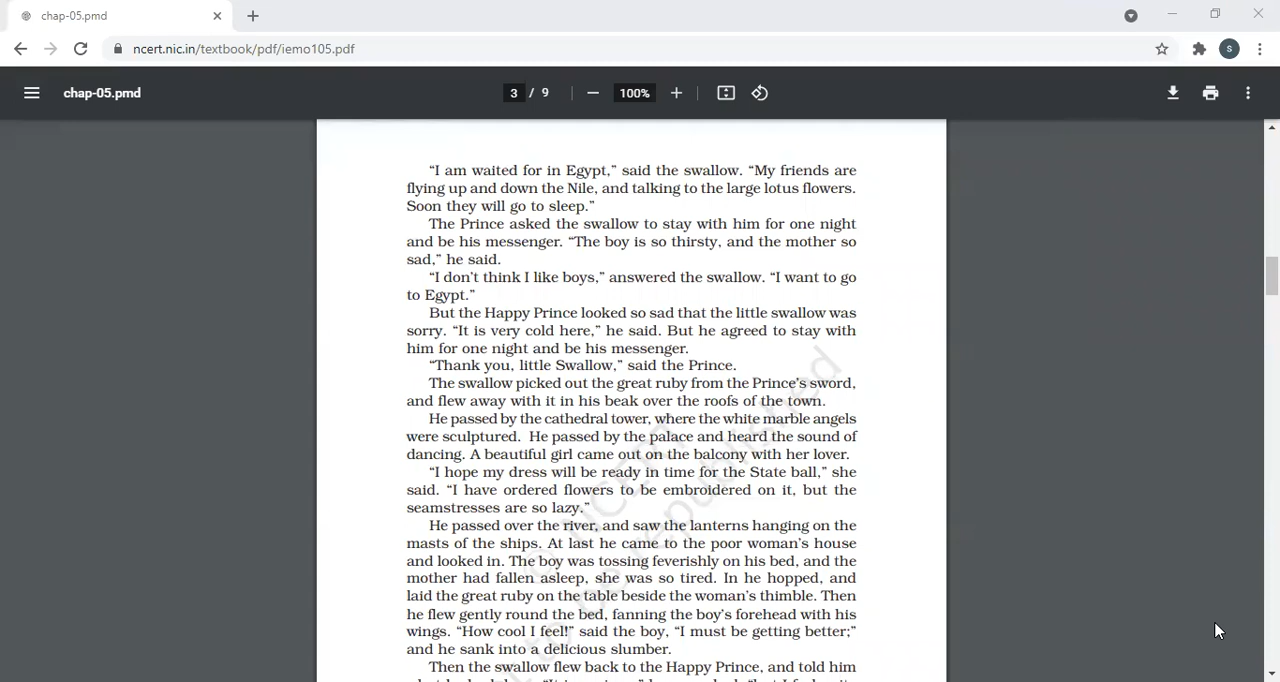 chap-05.pmd
ncert.nic.in/textbook/pdf/iemo105.pdf
S
chap-05.pmd
3 / 9
100%
“I am waited for in Egypt,” said the swallow. “My friends are
flying up and down the Nile, and talking to the large lotus flowers.
Soon they will go to sleep.”
The Prince asked the swallow to stay with him for one night
and be his messenger. “The boy is so thirsty, and the mother so
sad,” he said.
“I don’t think I like boys,” answered the swallow. “I want to go
to Egypt.”
But the Happy Prince looked so sad that the little swallow was
sorry. “It is very cold here,” he said. But he agreed to stay with
him for one night and be his messenger.
“Thank you, little Swallow,” said the Prince.
The swallow picked out the great ruby from the Prince’s sword,
and flew away with it in his beak over the roofs of the town.
He passed by the cathedral tower, where the white marble angels
were sculptured. He passed by the palace and heard the sound of
dancing. A beautiful girl came out on the balcony with her lover.
“I hope my dress will be ready in time for the State ball,” she
said. “I have ordered flowers to be embroidered on it, but the
seamstresses are so lazy.”
He passed over the river, and saw the lanterns hanging on the
masts of the ships. At last he came to the poor woman’s house
and looked in. The boy was tossing feverishly on his bed, and the
mother had fallen asleep, she was so tired. In he hopped, and
laid the great ruby on the table beside the woman’s thimble. Then
he flew gently round the bed, fanning the boy’s forehead with his
wings. “How cool I feel!” said the boy, “I must be getting better;”
and he sank into a delicious slumber.
Then the swallow flew back to the Happy Prince, and told him
© NCERT
to be republished